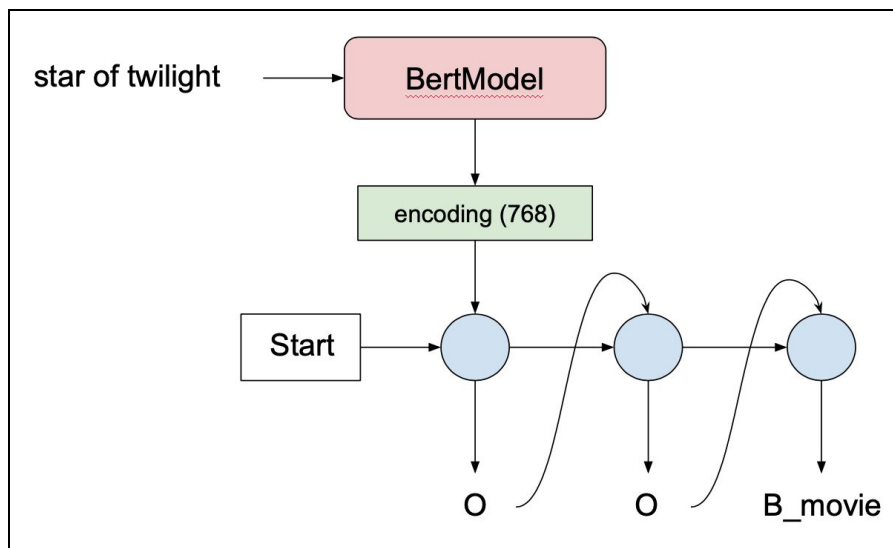 star of twilight
BertModel
encoding (768)
Start
O
O
B_movie